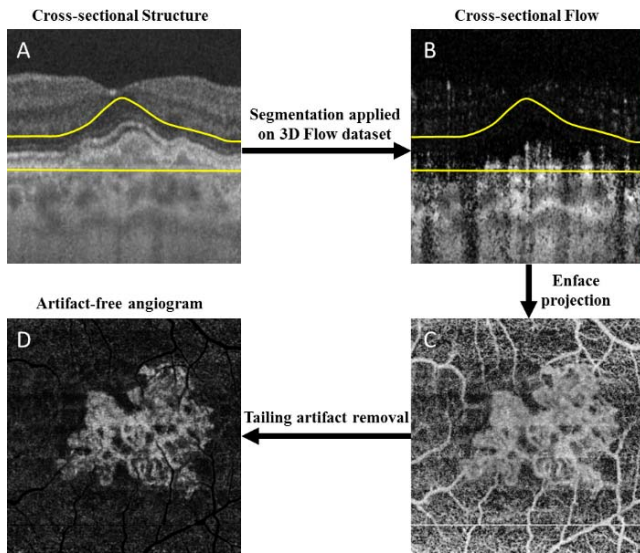 Cross-sectional Structure
Cross-sectional Flow
A
B
Segmentation applied
on 3D Flow dataset
Enface
projection
Artifact-free angiogram
D
C
Tailing artifact removal